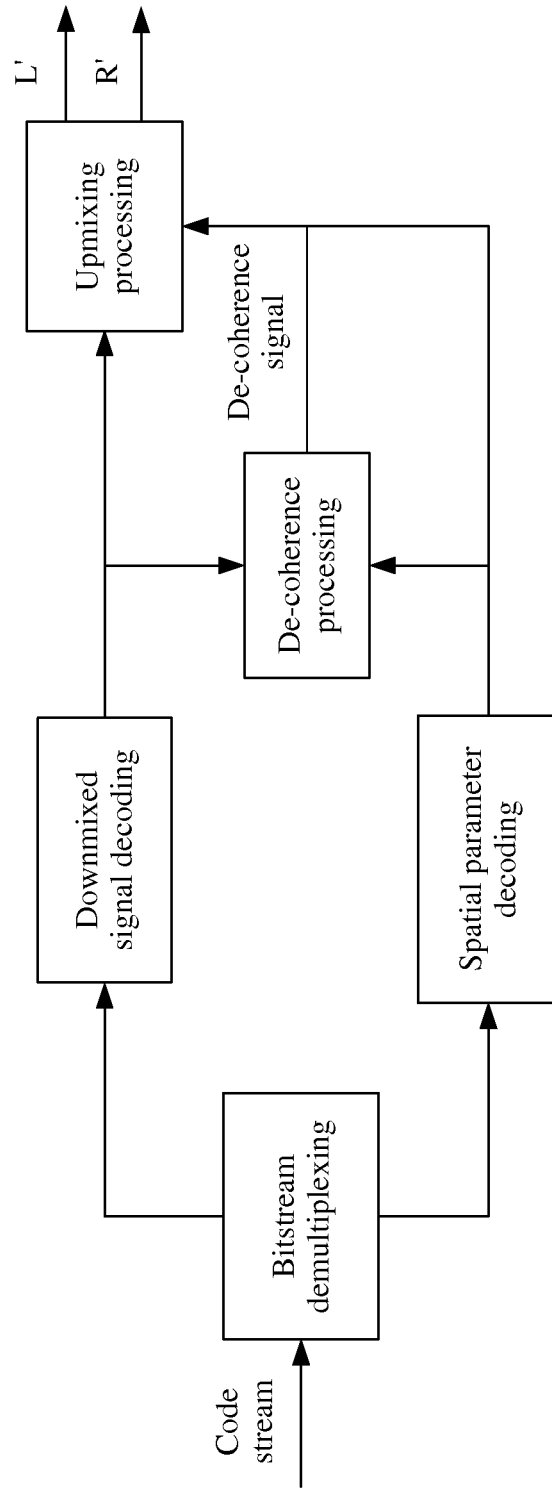 Code
stream
Bitstream
demultiplexing
Downmixed
signal decoding
Spatial parameter
decoding
De-coherence
processing
De-coherence
signal
Upmixing
processing
L'
R'